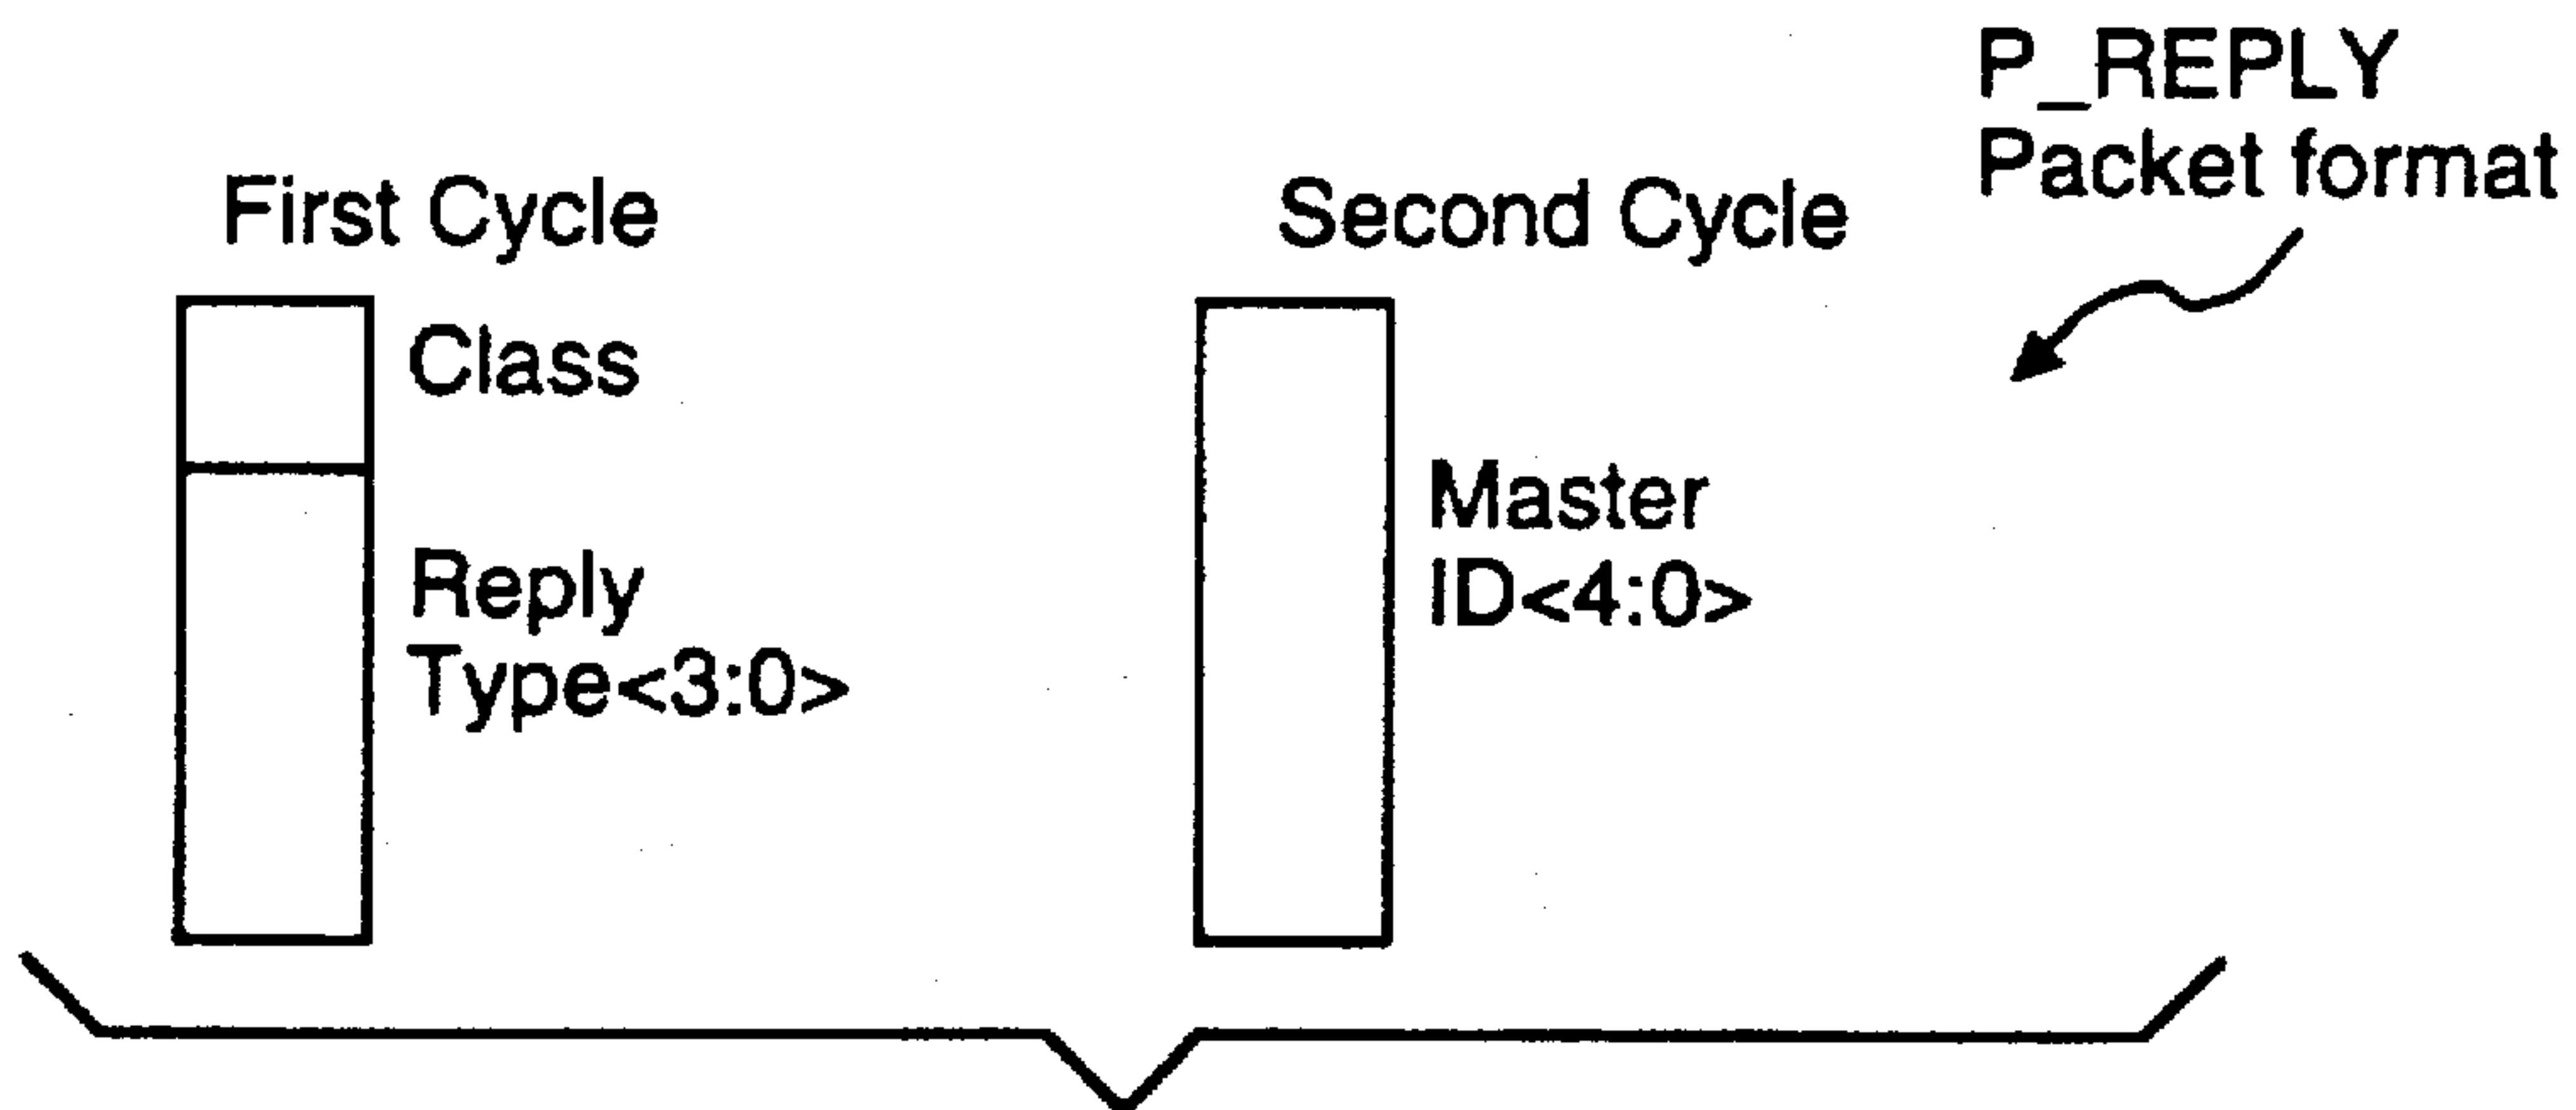 P_REPLY
Packet format
First Cycle
Second Cycle
Class
Reply
Type<3:0>
Master
ID<4:0>